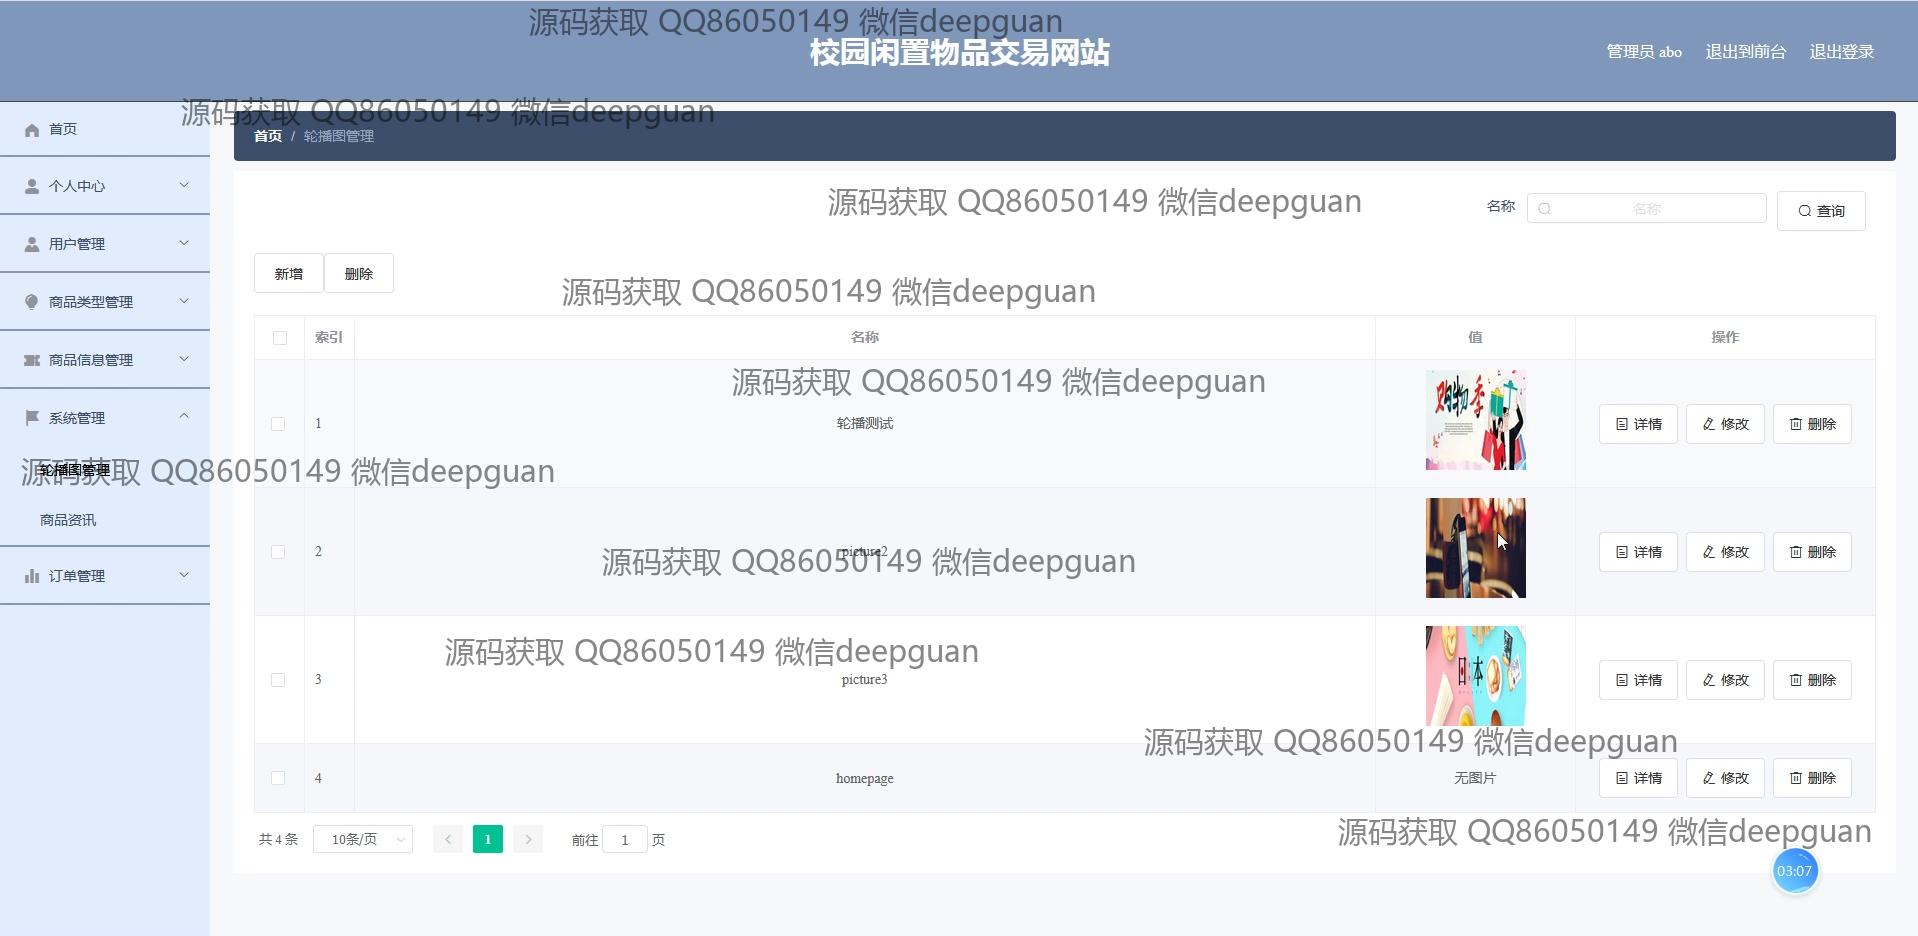 源码获取 QQ86050149 微信deepguan
校园闲置物品交易网站
管理员 abo 退出到前台 退出登录
源码获取 QQ86050149 微信deepguan
首页
首页 / 轮播图管理
个人中心
源码获取 QQ86050149 微信deepguan
名称 名称 查询
用户管理
新增 删除
源码获取 QQ86050149 微信deepguan
商品类型管理
索引 名称 值 操作
商品信息管理
源码获取 QQ86050149 微信deepguan
购物季
系统管理
1 轮播测试 详情 修改 删除
轮播图管理
源码获取 QQ86050149 微信deepguan
商品资讯
2 picture2 详情 修改 删除
源码获取 QQ86050149 微信deepguan
订单管理
源码获取 QQ86050149 微信deepguan
日本
3 picture3 详情 修改 删除
源码获取 QQ86050149 微信deepguan
4 homepage 无图片 详情 修改 删除
源码获取 QQ86050149 微信deepguan
共 4 条 10条/页 1 前往 1 页
03:07